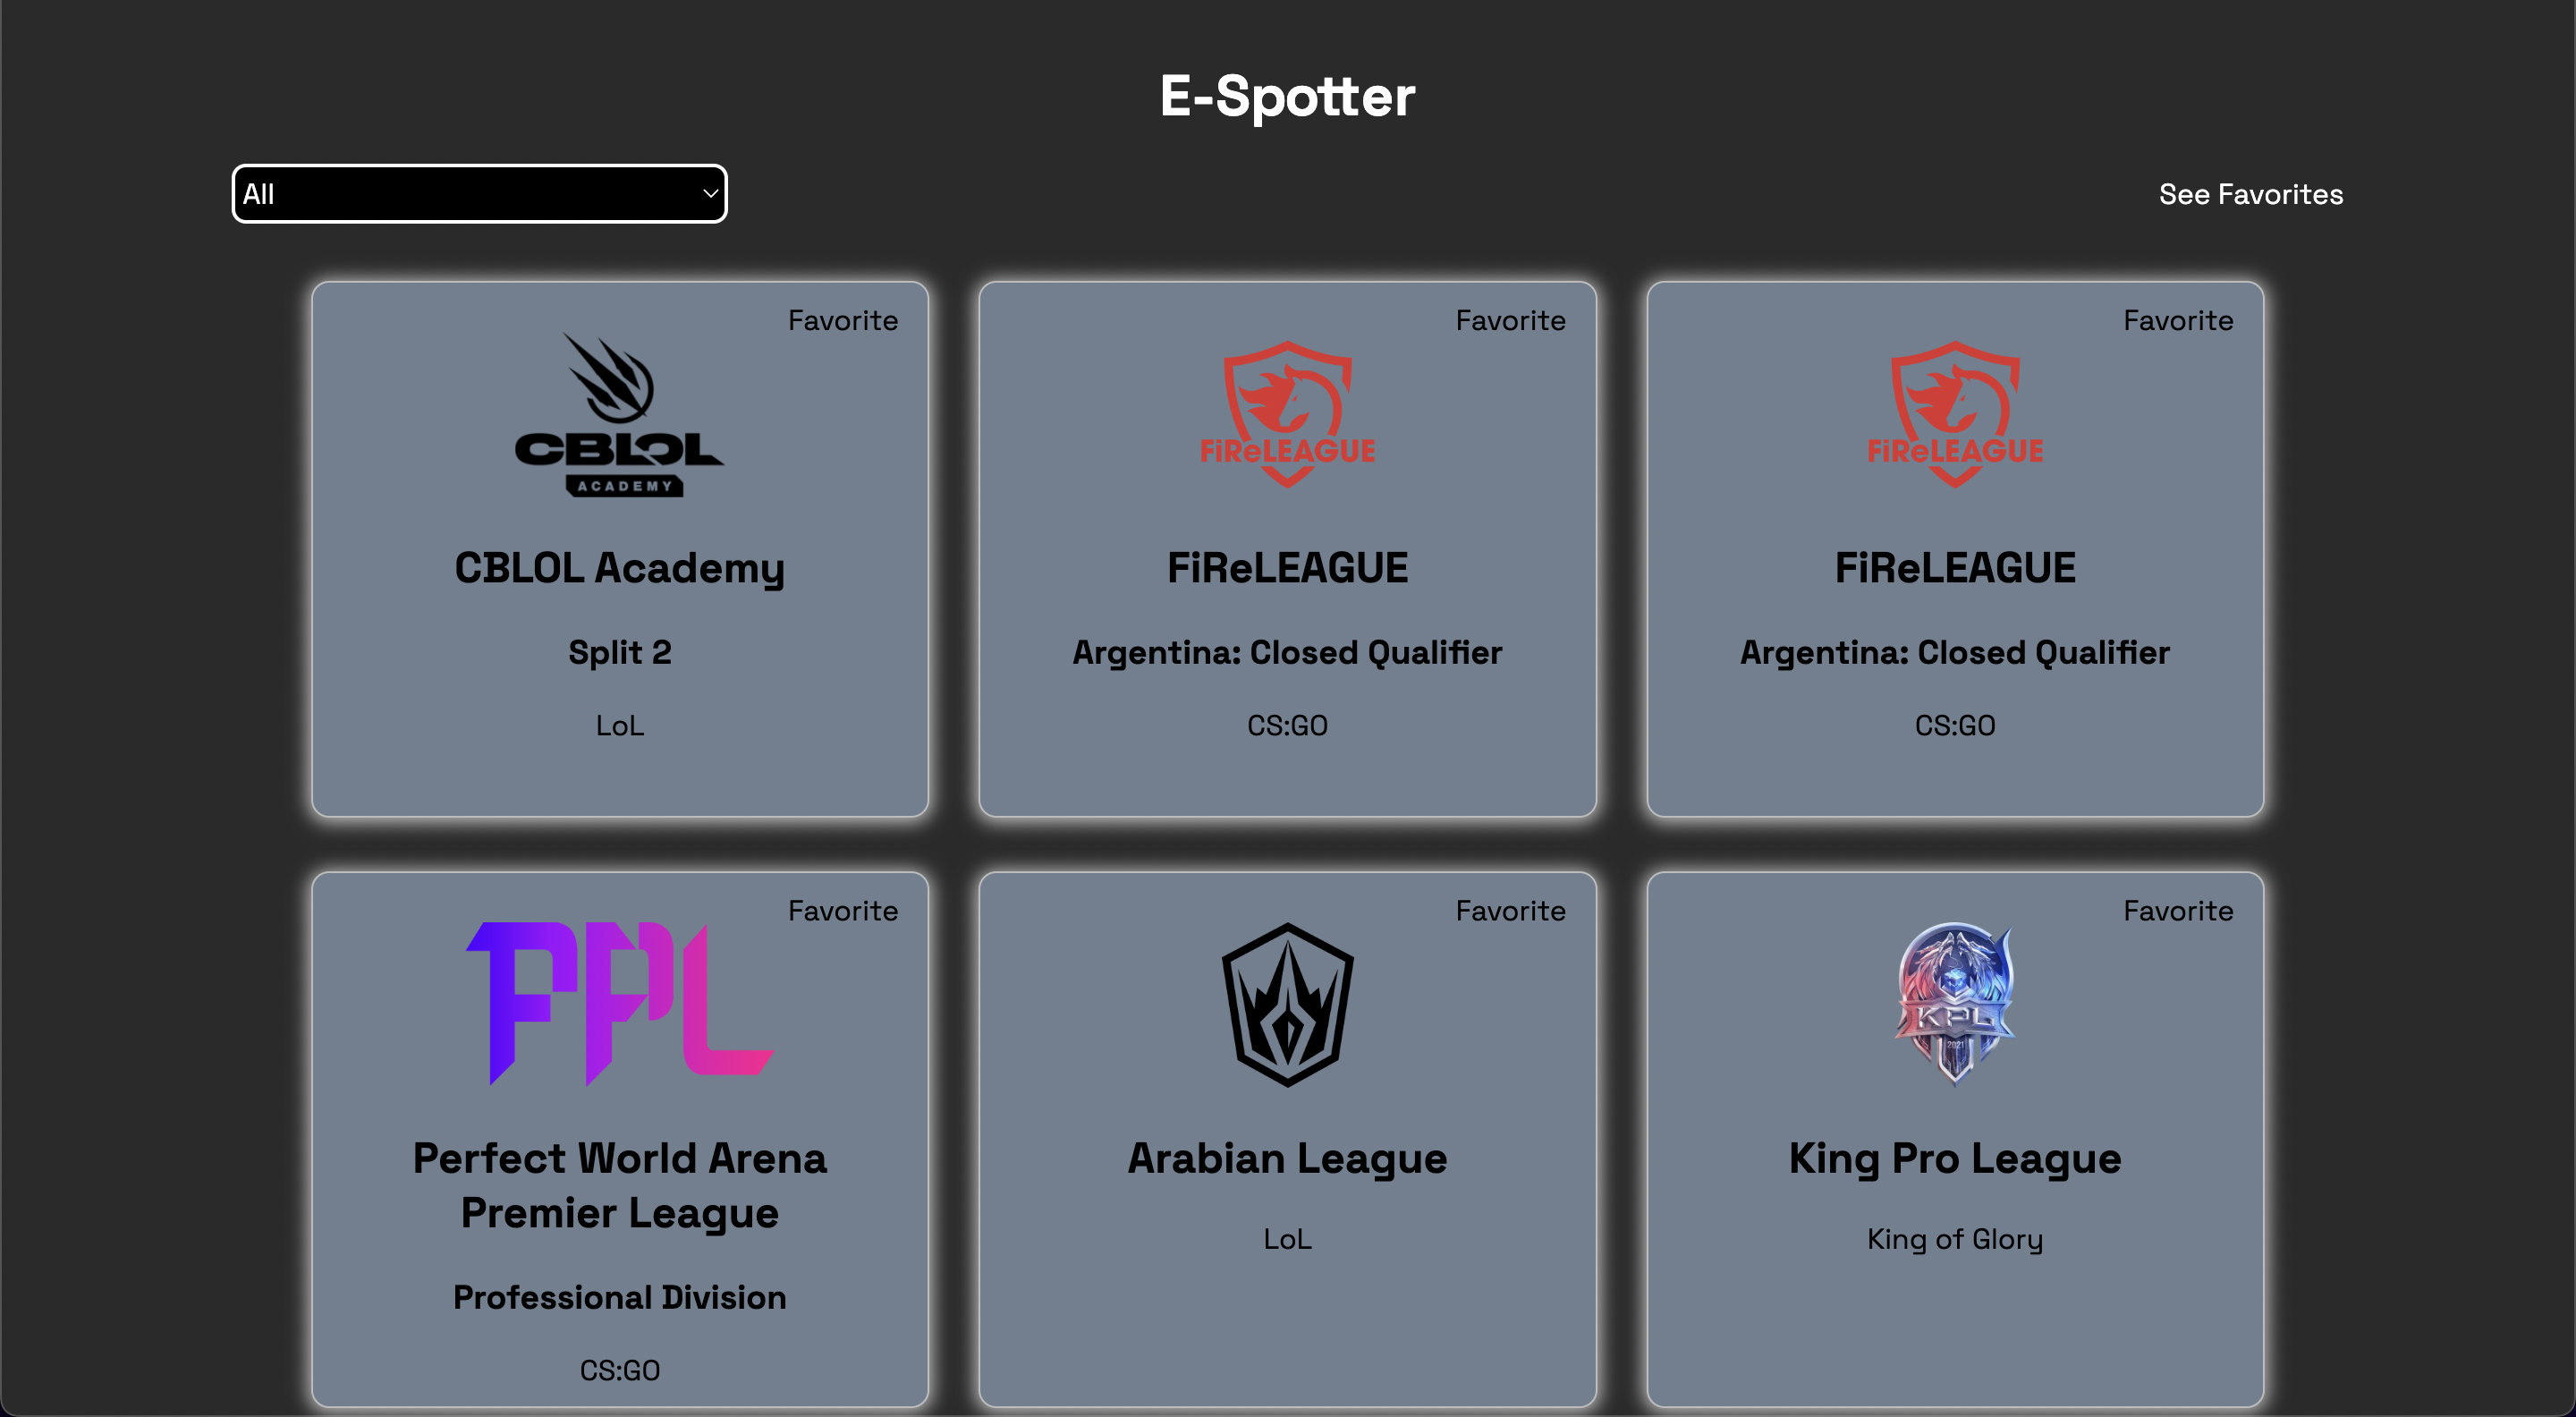 E-Spotter
All
See Favorites
Favorite
CBLOL
ACADEMY
CBLOL Academy
Split 2
LoL
Favorite
FiReLEAGUE
FiReLEAGUE
Argentina: Closed Qualifier
CS:GO
Favorite
FiReLEAGUE
FiReLEAGUE
Argentina: Closed Qualifier
CS:GO
Favorite
PPL
Perfect World Arena
Premier League
Professional Division
CS:GO
Favorite
Arabian League
LoL
Favorite
KPL
2021
King Pro League
King of Glory